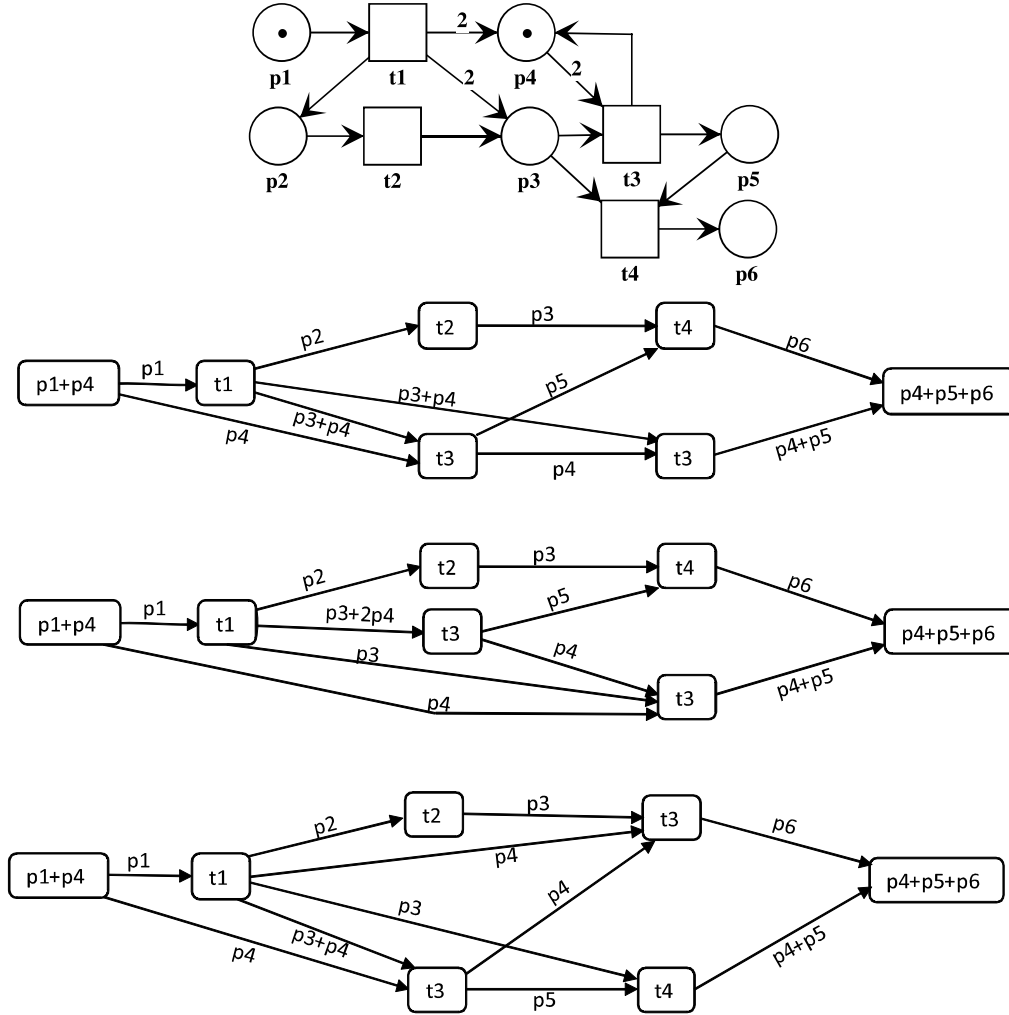 2
p1 t1 p4
2 2
p2 t2 p3 t3 p5
t4 p6
p3
t2 t4
p2 p6
p1+p4 p1 t1 p5 p4+p5+p6
p3+p4
p3+p4
p4 t3 p4 t3 p4+p5
p3
t2 t4
p2 p6
p1+p4 p1 t1 p3+2p4 t3 p5 p4+p5+p6
p3 p4
p4 t3 p4+p5
p3
t2 t3
p2 p6
p4
p1+p4 p1 t1 p4 p4+p5+p6
p3
p4 p3+p4 p4+p5
t3 p5 t4